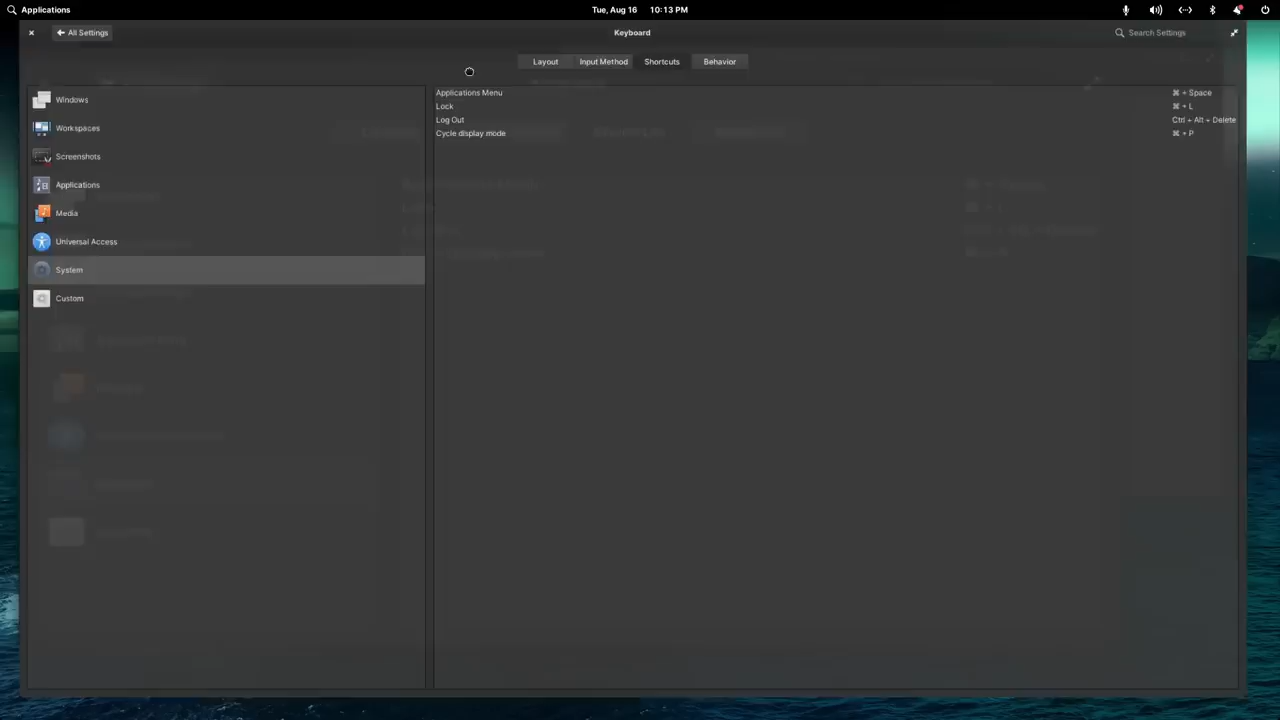 Applications
Tue, Aug 16 10:13 PM
All Settings
Keyboard
Search Settings
Layout
Input Method
Shortcuts
Behavior
Windows
Workspaces
Screenshots
Applications
Media
Universal Access
System
Custom
Applications Menu ⌘ + Space
Lock ⌘ + L
Log Out Ctrl + Alt + Delete
Cycle display mode ⌘ + P